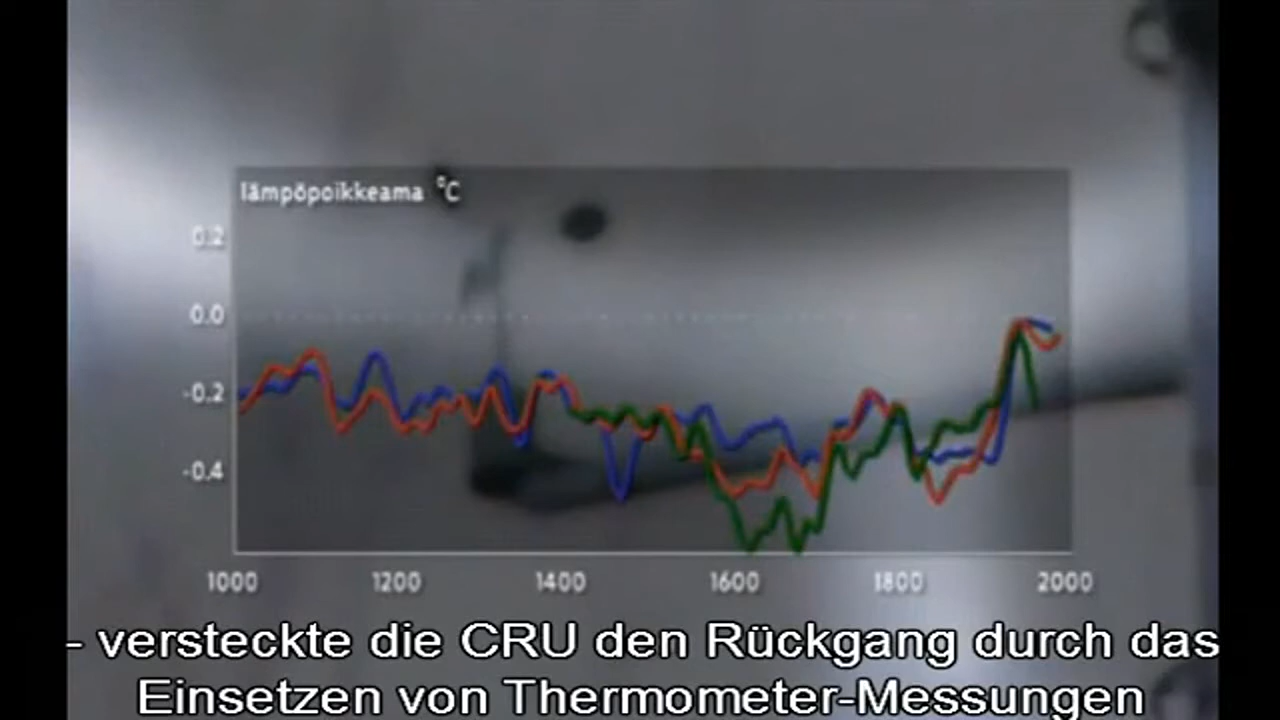 lämpöpoikkeama °C
0.2
0.0
-0.2
-0.4
1000 1200 1400 1600 1800 2000
- versteckte die CRU den Rückgang durch das
Einsetzen von Thermometer-Messungen